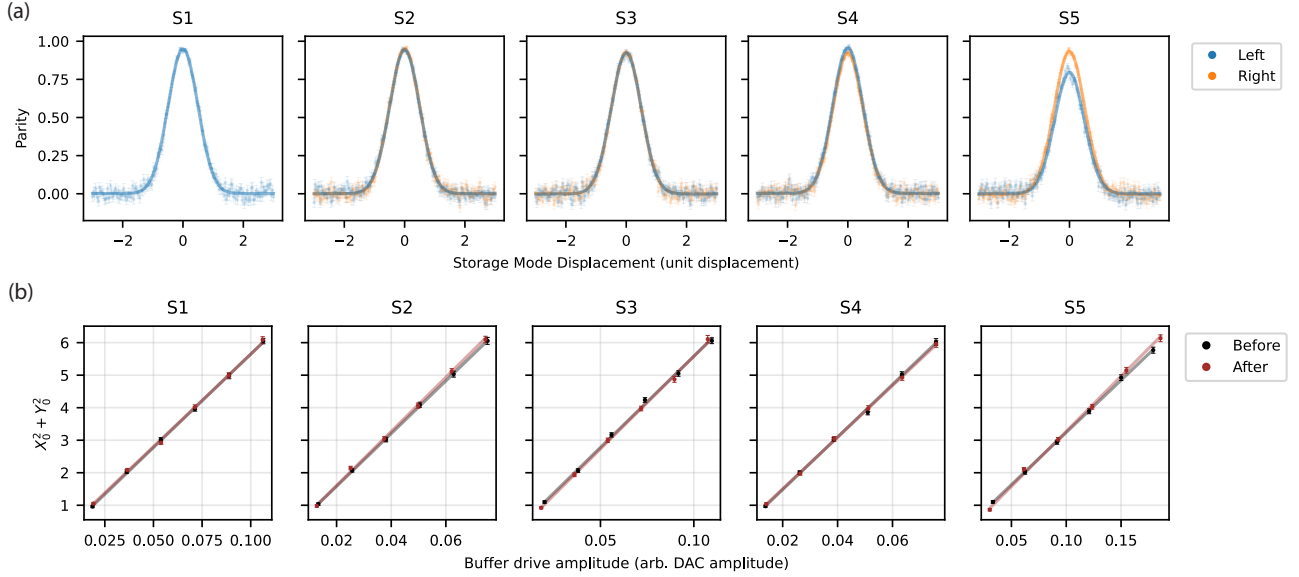 (a)
S1 S2 S3 S4 S5
Parity
1.00
0.75
0.50
0.25
0.00
−2 0 2 −2 0 2 −2 0 2 −2 0 2 −2 0 2
Storage Mode Displacement (unit displacement)
Left
Right
(b)
S1 S2 S3 S4 S5
X₀² + Y₀²
6
5
4
3
2
1
0.025 0.050 0.075 0.100 0.02 0.04 0.06 0.05 0.10 0.02 0.04 0.06 0.05 0.10 0.15
Buffer drive amplitude (arb. DAC amplitude)
Before
After